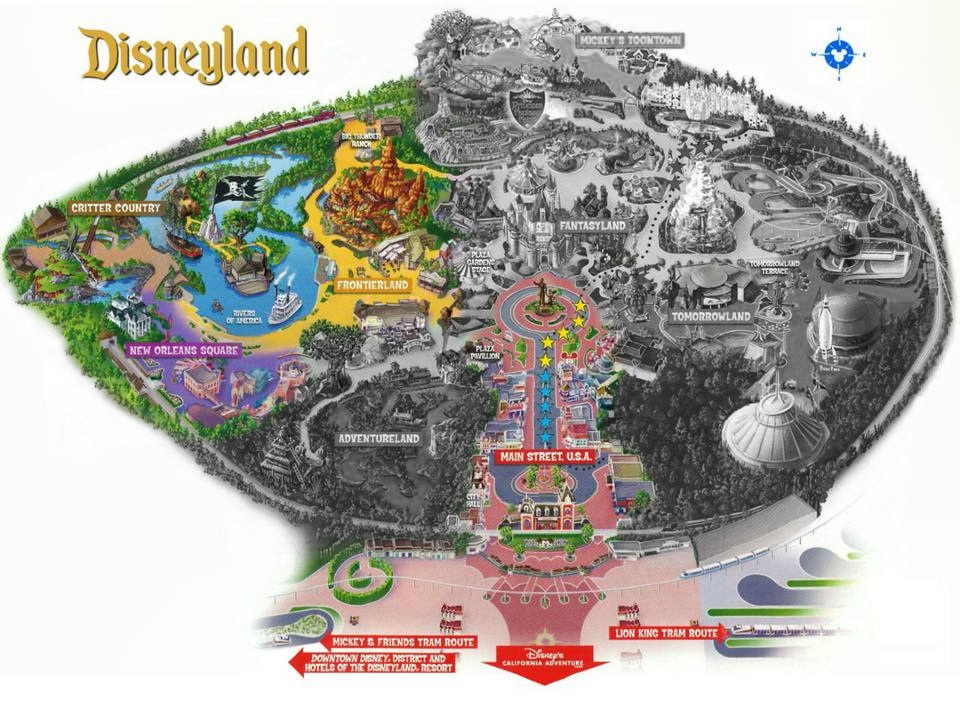 Disneyland
N
W
E
S
MICKEY'S TOONTOWN
BIG THUNDER
RANCH
CRITTER COUNTRY
FANTASYLAND
PLAZA
GARDENS
STAGE
TOMORROWLAND
TERRACE
FRONTIERLAND
RIVERS
OF AMERICA
TOMORROWLAND
NEW ORLEANS SQUARE
PLAZA
PAVILION
ADVENTURELAND
MAIN STREET, U.S.A.
CITY
HALL
MICKEY & FRIENDS TRAM ROUTE
LION KING TRAM ROUTE
DOWNTOWN DISNEY. DISTRICT AND
HOTELS OF THE DISNEYLAND. RESORT
Disney's
CALIFORNIA ADVENTURE